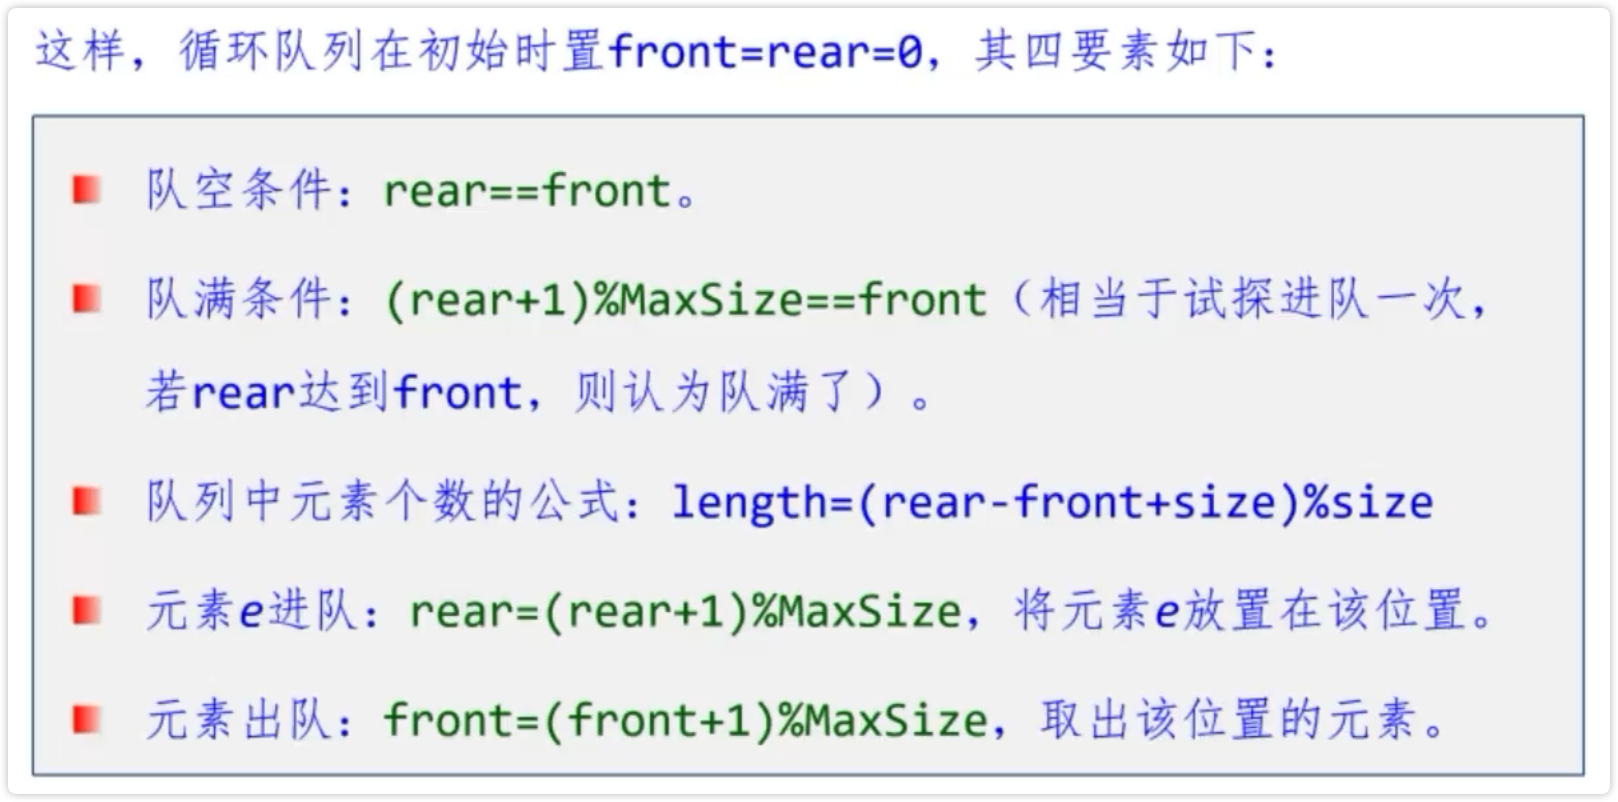 这样，循环队列在初始时置front=rear=0，其四要素如下：
队空条件：rear==front。
队满条件：(rear+1)%MaxSize==front（相当于试探进队一次，
若rear达到front，则认为队满了）。
队列中元素个数的公式：length=(rear-front+size)%size
元素e进队：rear=(rear+1)%MaxSize，将元素e放置在该位置。
元素出队：front=(front+1)%MaxSize，取出该位置的元素。